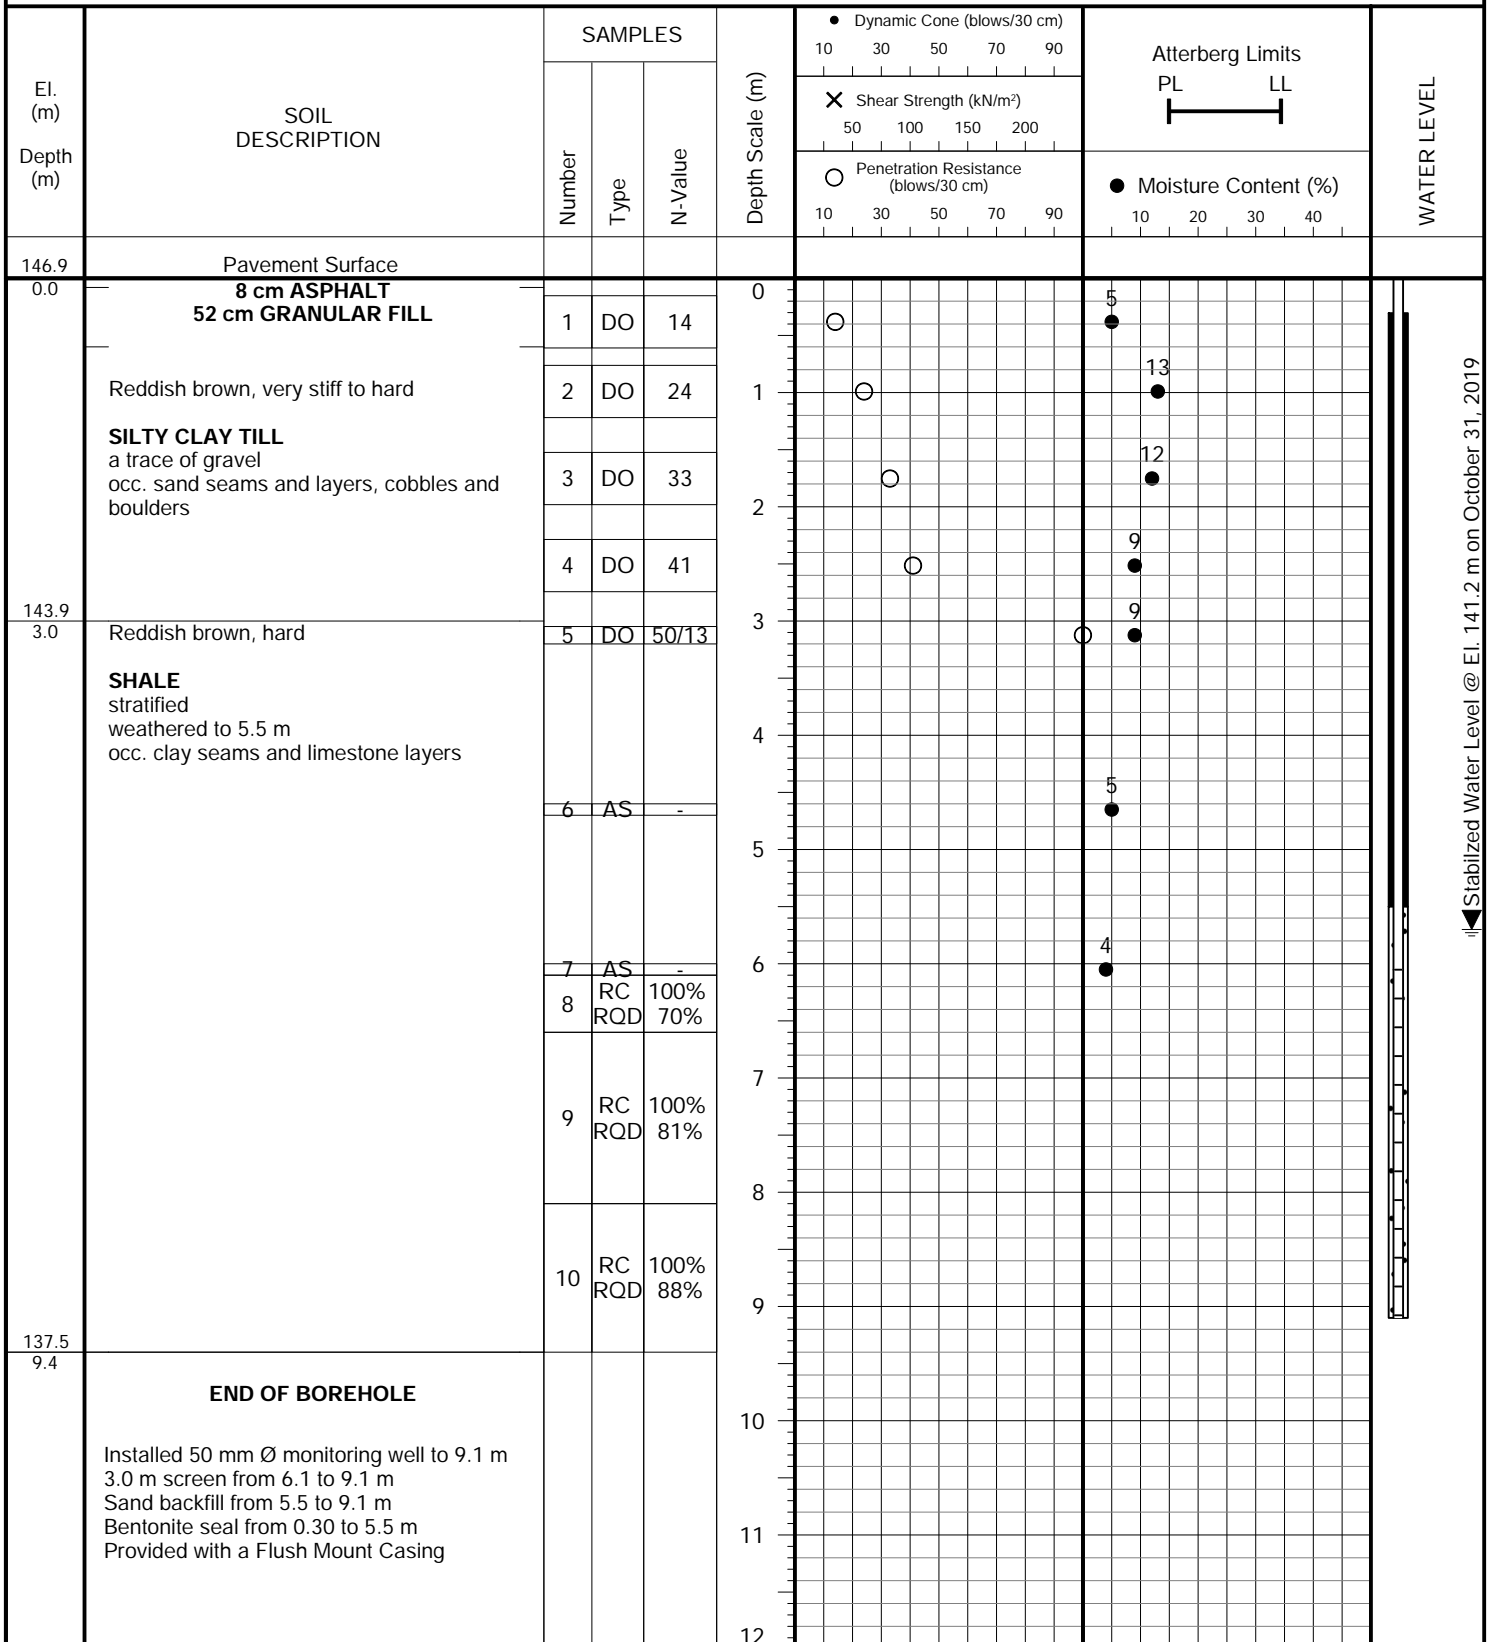 El.
(m)
Depth
(m)
SOIL
DESCRIPTION
SAMPLES
Number
Type
N-Value
Depth Scale (m)
Dynamic Cone (blows/30 cm)
10 30 50 70 90
Shear Strength (kN/m²)
50 100 150 200
Penetration Resistance
(blows/30 cm)
10 30 50 70 90
Atterberg Limits
PL LL
Moisture Content (%)
10 20 30 40
WATER LEVEL
146.9 Pavement Surface
0.0 8 cm ASPHALT
52 cm GRANULAR FILL
0
1 DO 14
5
Reddish brown, very stiff to hard
2 DO 24
1
13
SILTY CLAY TILL
a trace of gravel
occ. sand seams and layers, cobbles and
boulders
3 DO 33
12
2
4 DO 41
9
143.9
3.0 Reddish brown, hard
5 DO 50/13
3
9
SHALE
stratified
weathered to 5.5 m
occ. clay seams and limestone layers
4
6 AS -
5
5
7 AS -
4
6
8 RC 100%
RQD 70%
7
9 RC 100%
RQD 81%
8
10 RC 100%
RQD 88%
9
137.5
9.4
END OF BOREHOLE
10
Installed 50 mm Ø monitoring well to 9.1 m
3.0 m screen from 6.1 to 9.1 m
Sand backfill from 5.5 to 9.1 m
Bentonite seal from 0.30 to 5.5 m
Provided with a Flush Mount Casing
11
12
Stabilzed Water Level @ El. 141.2 m on October 31, 2019